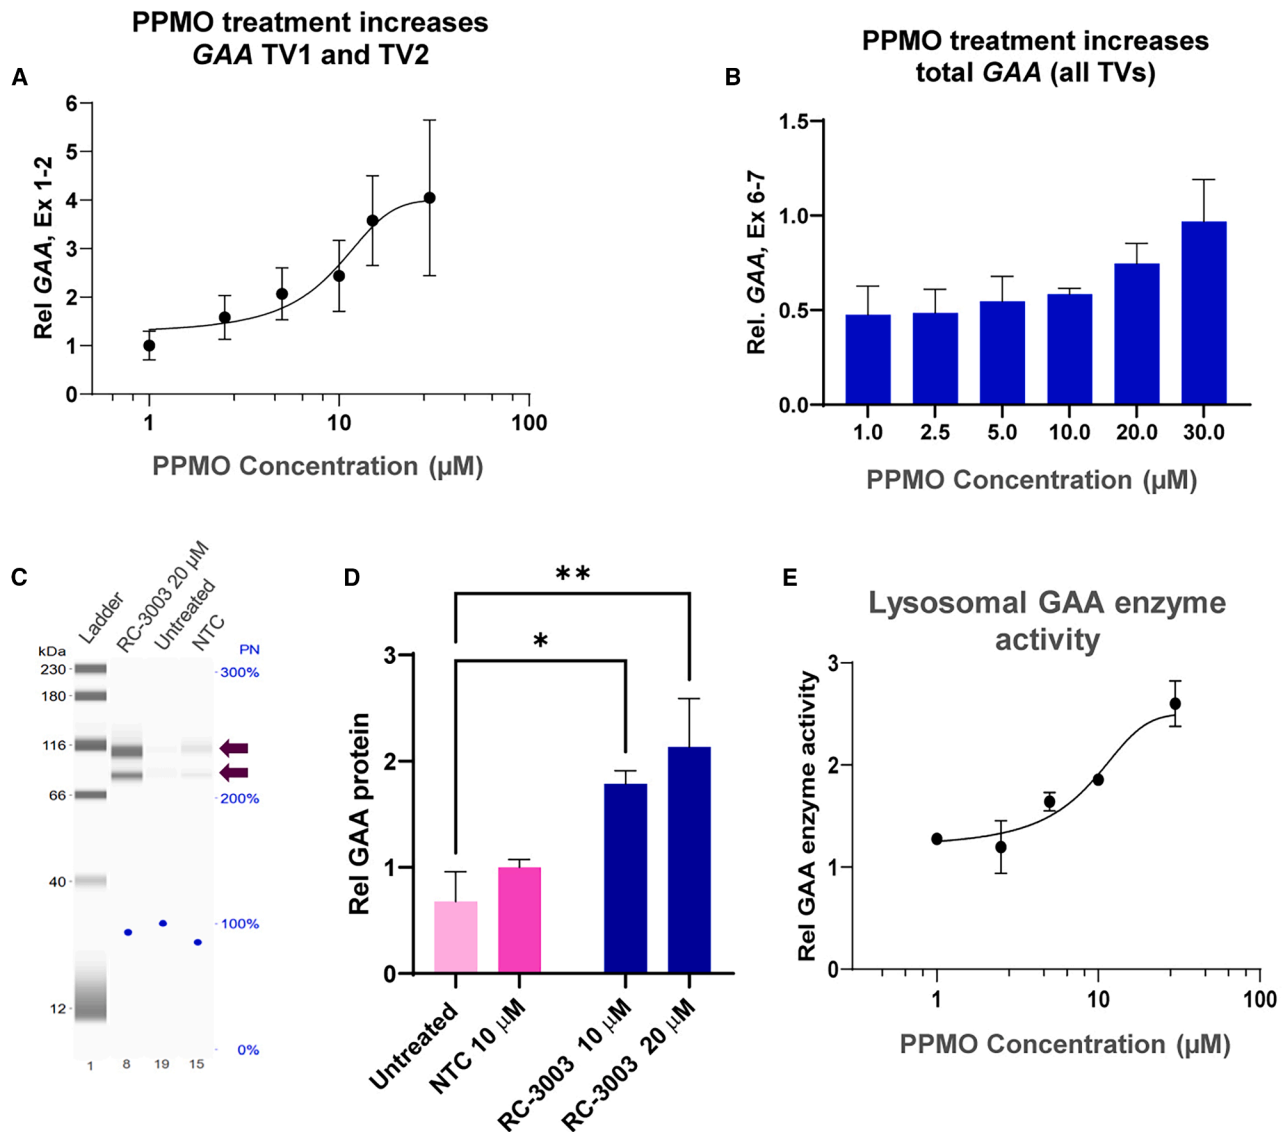 PPMO treatment increases
GAA TV1 and TV2
A
Rel GAA, Ex 1-2
6
5
4
3
2
1
0
1 10 100
PPMO Concentration (µM)
PPMO treatment increases
total GAA (all TVs)
B
Rel. GAA, Ex 6-7
1.5
1.0
0.5
0.0
1.0 2.5 5.0 10.0 20.0 30.0
PPMO Concentration (µM)
C
Ladder
RC-3003 20 µM
Untreated
NTC
kDa
230
180
116
66
40
12
PN
300%
200%
100%
0%
1 8 19 15
D
**
*
Rel GAA protein
3
2
1
0
Untreated
NTC 10 µM
RC-3003 10 µM
RC-3003 20 µM
E
Lysosomal GAA enzyme
activity
Rel GAA enzyme activity
3
2
1
0
1 10 100
PPMO Concentration (µM)